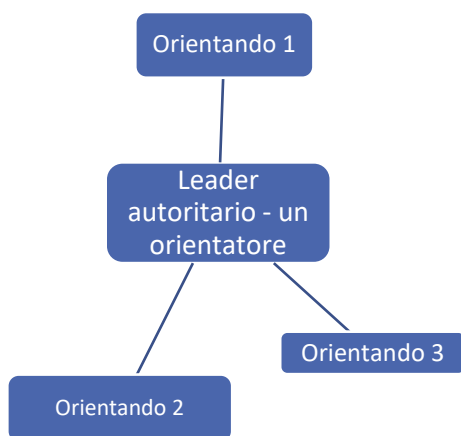 Orientando 1
Leader
autoritario - un
orientatore
Orientando 3
Orientando 2